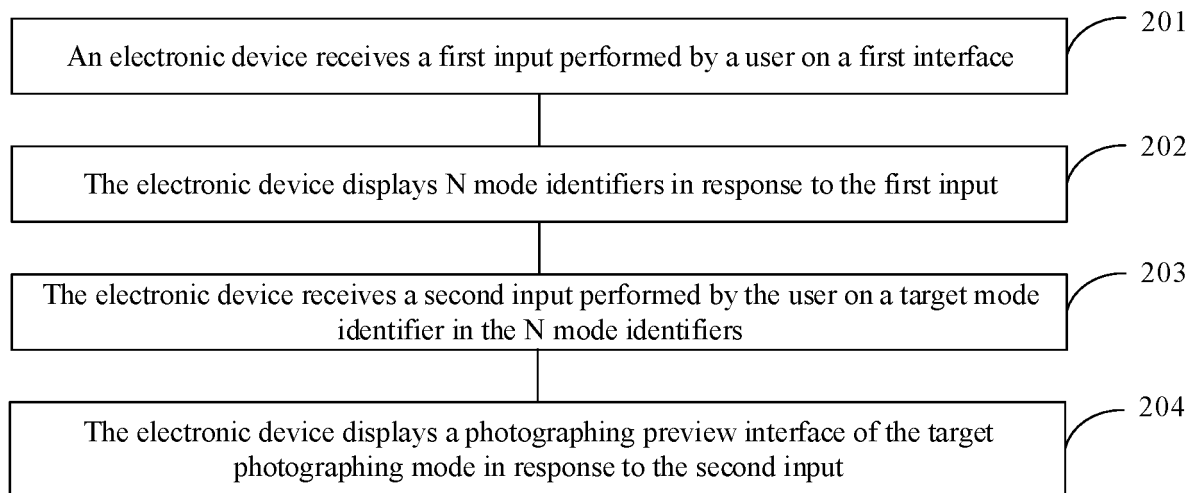 201
An electronic device receives a first input performed by a user on a first interface
202
The electronic device displays N mode identifiers in response to the first input
203
The electronic device receives a second input performed by the user on a target mode
identifier in the N mode identifiers
204
The electronic device displays a photographing preview interface of the target
photographing mode in response to the second input